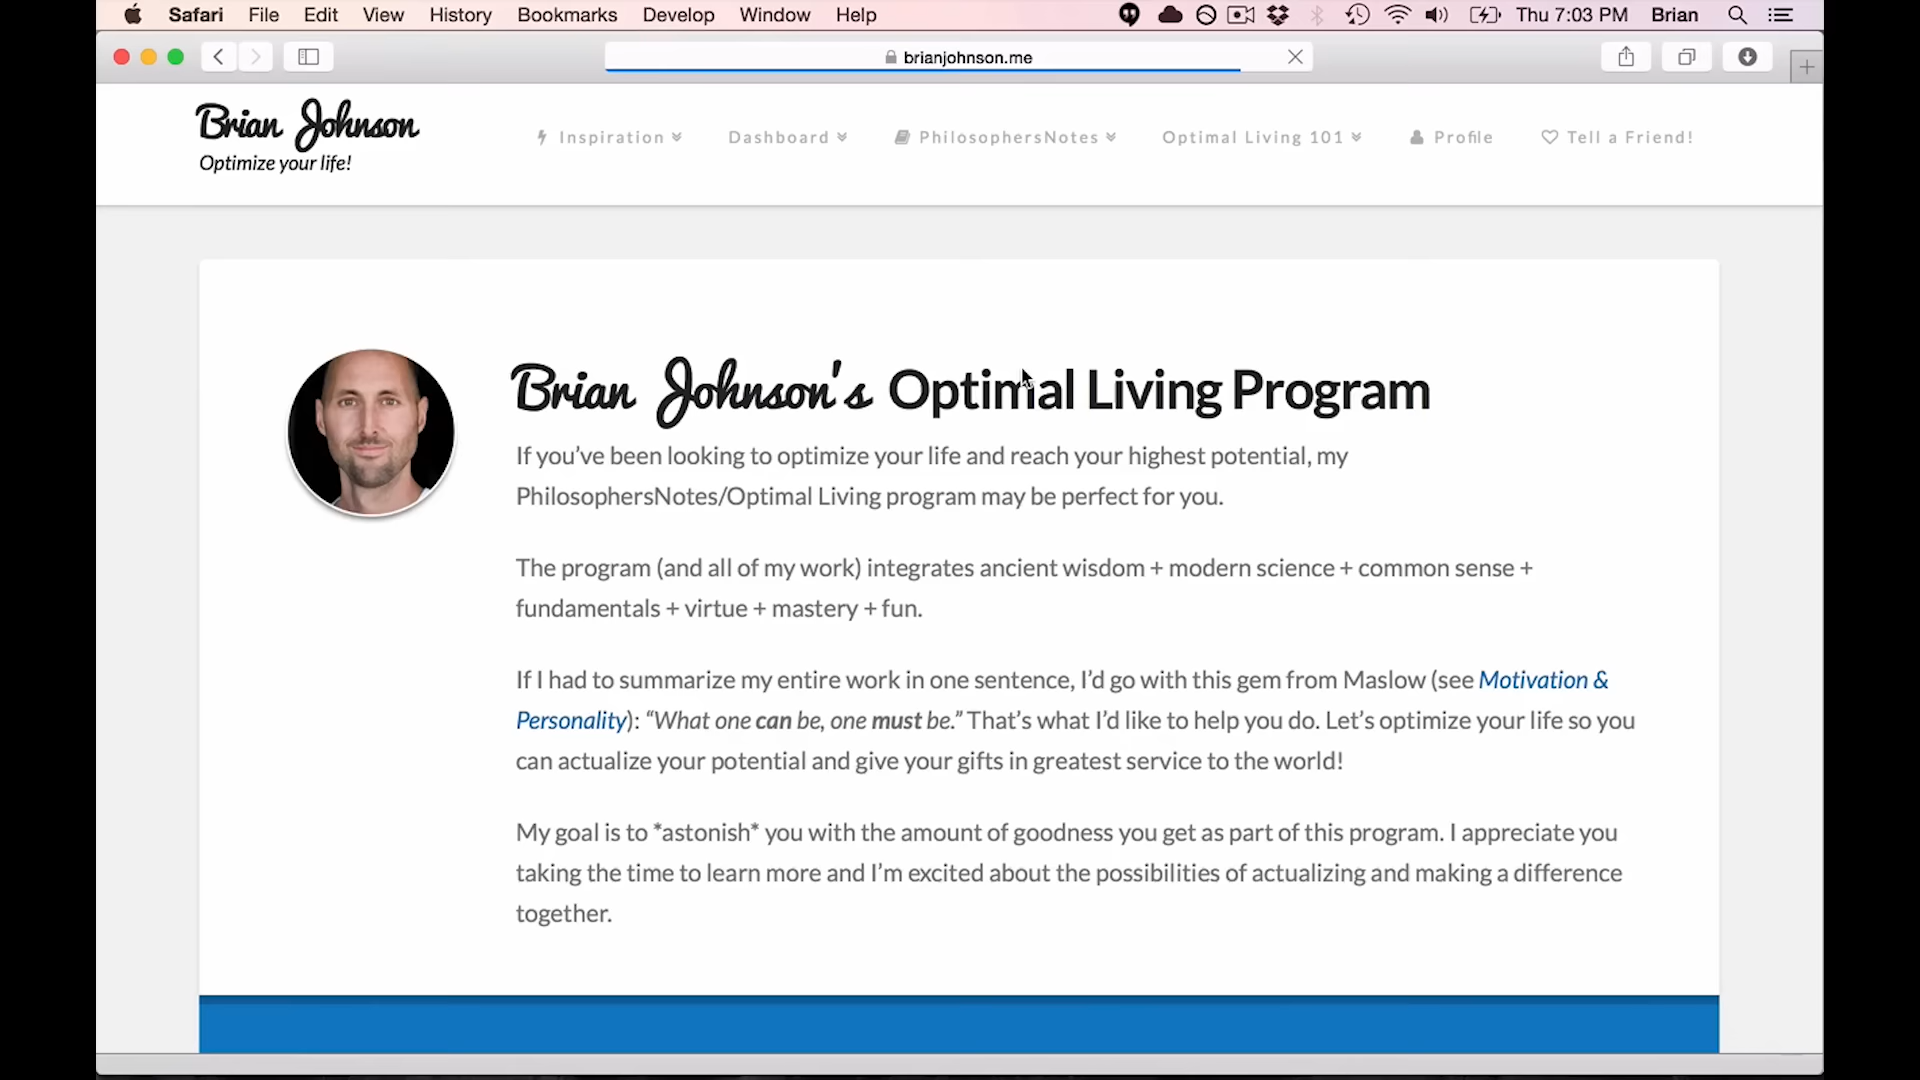 Safari File Edit View History Bookmarks Develop Window Help Thu 7:03 PM Brian
brianjohnson.me
Brian Johnson
Optimize your life!
Inspiration Dashboard PhilosophersNotes Optimal Living 101 Profile Tell a Friend!
Brian Johnson's Optimal Living Program
If you’ve been looking to optimize your life and reach your highest potential, my
PhilosophersNotes/Optimal Living program may be perfect for you.
The program (and all of my work) integrates ancient wisdom + modern science + common sense +
fundamentals + virtue + mastery + fun.
If I had to summarize my entire work in one sentence, I’d go with this gem from Maslow (see Motivation &
Personality): “What one can be, one must be.” That’s what I’d like to help you do. Let’s optimize your life so you
can actualize your potential and give your gifts in greatest service to the world!
My goal is to *astonish* you with the amount of goodness you get as part of this program. I appreciate you
taking the time to learn more and I’m excited about the possibilities of actualizing and making a difference
together.